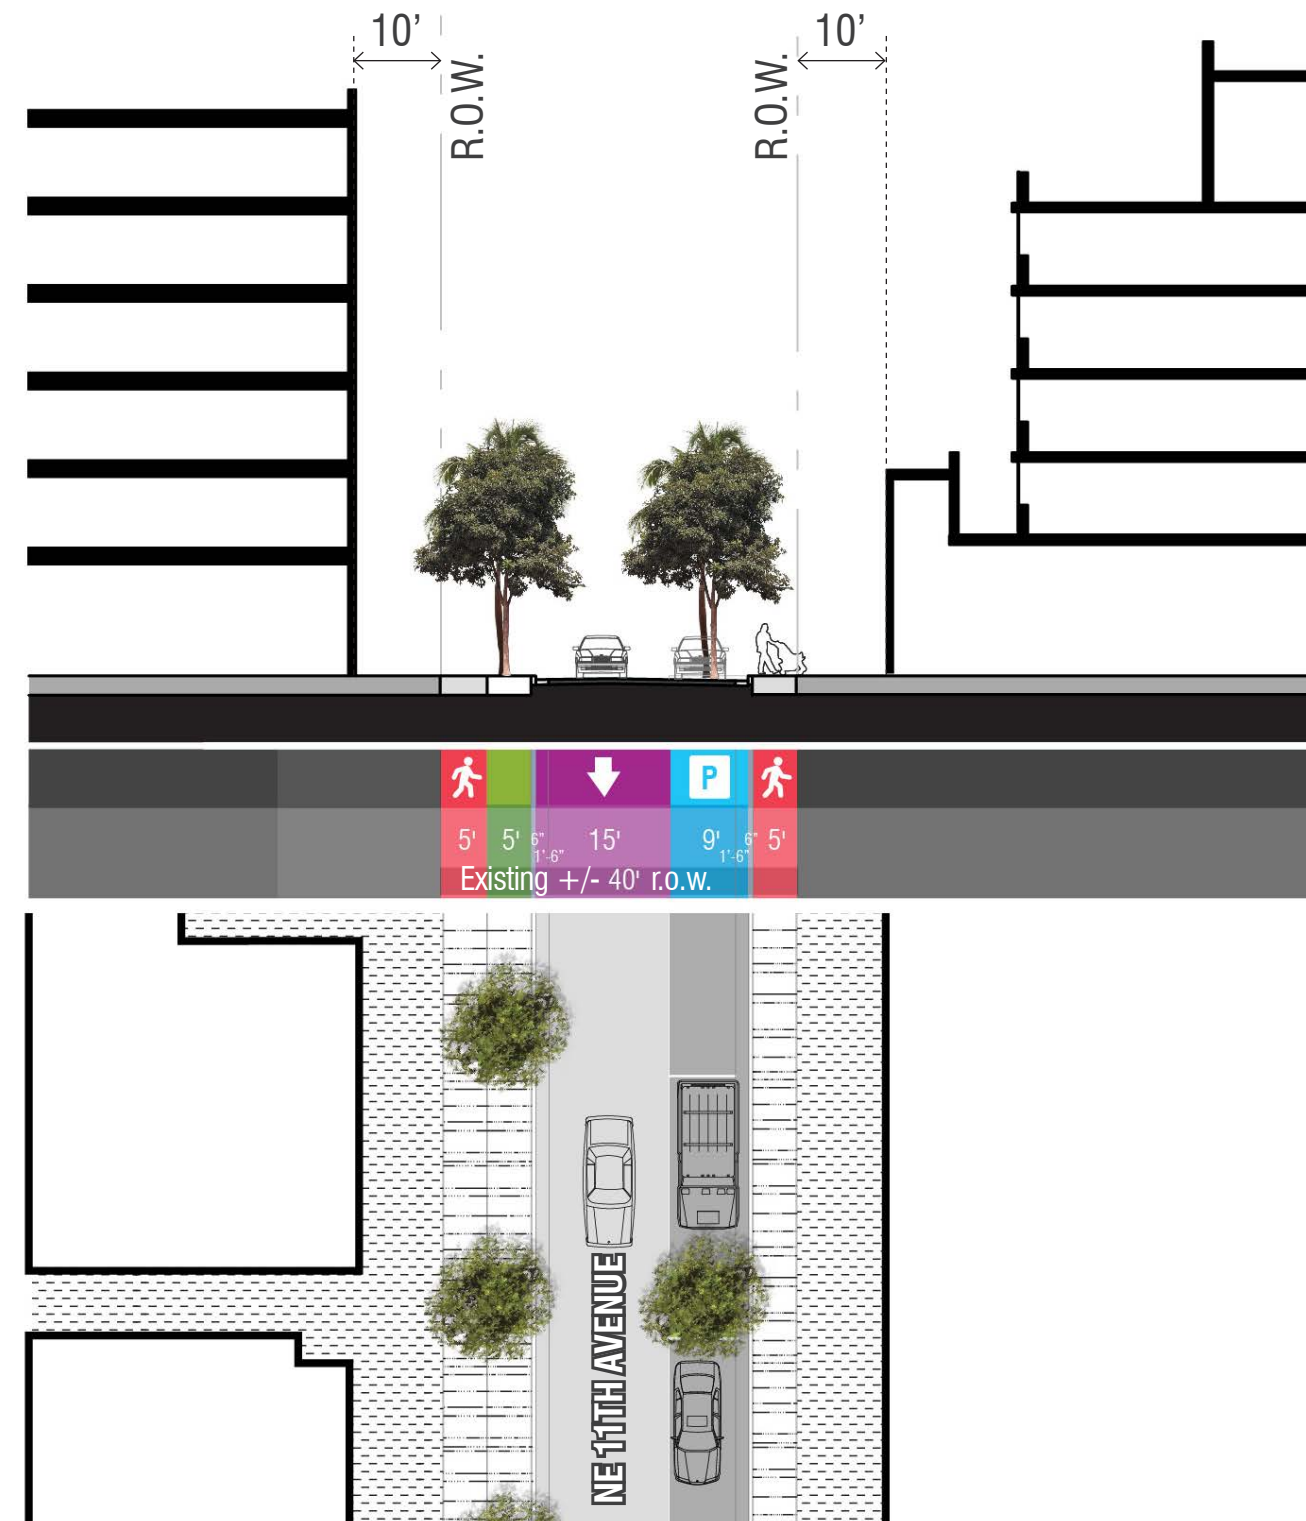 10’ 10’
R.O.W.
R.O.W.
P
5' 5' 6" 15' 9' 6" 5'
1'-6" 1'-6"
Existing +/- 40' r.o.w.
NE 11TH AVENUE